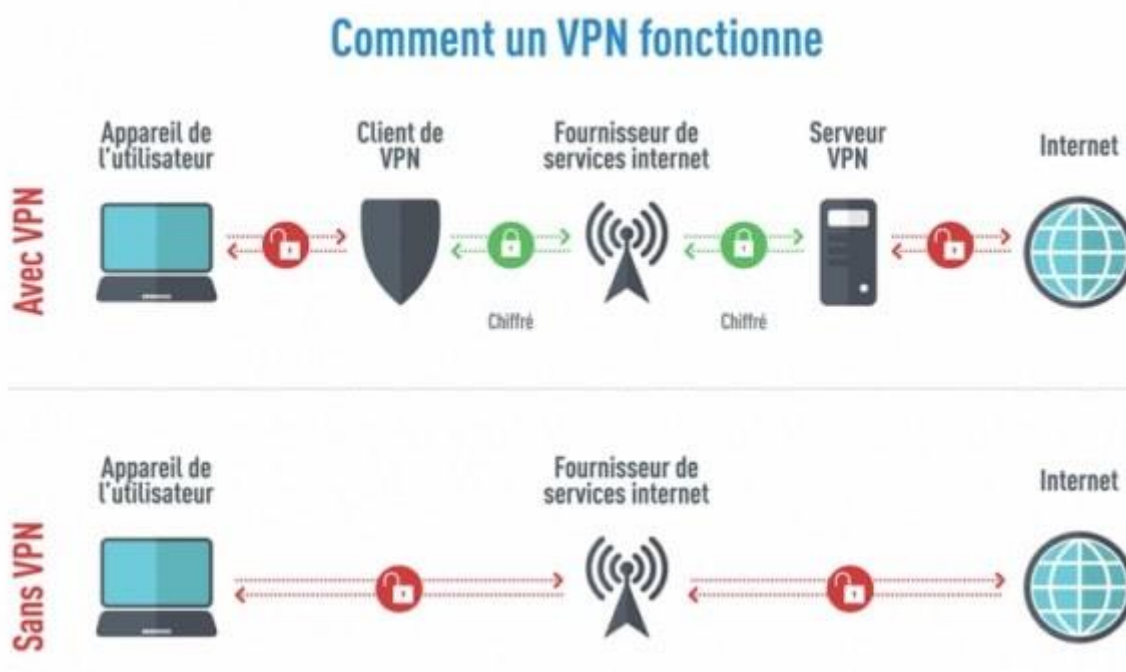 Comment un VPN fonctionne
Avec VPN
Appareil de
l'utilisateur
Client de
VPN
Fournisseur de
services internet
Serveur
VPN
Internet
Chiffré
Chiffré
Sans VPN
Appareil de
l'utilisateur
Fournisseur de
services internet
Internet